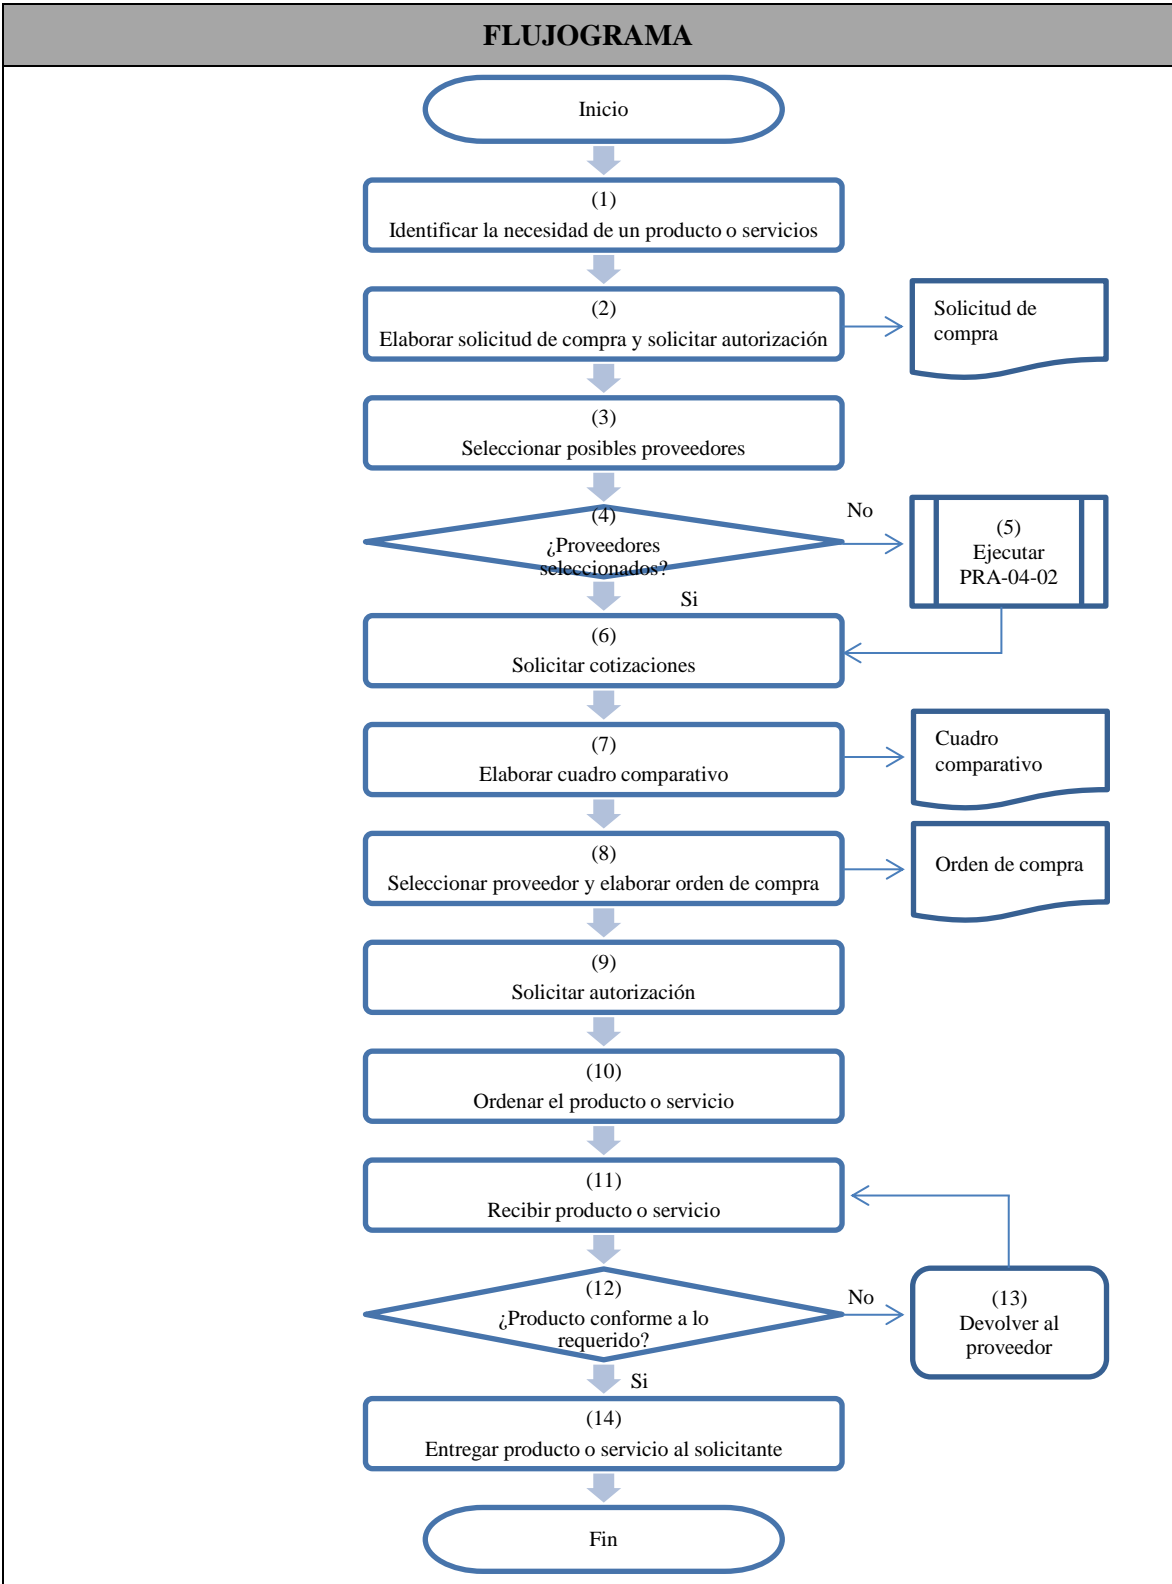 FLUJOGRAMA
Inicio
(1)
Identificar la necesidad de un producto o servicios
(2)
Elaborar solicitud de compra y solicitar autorización
Solicitud de
compra
(3)
Seleccionar posibles proveedores
(4)
¿Proveedores
seleccionados?
No
(5)
Ejecutar
PRA-04-02
Si
(6)
Solicitar cotizaciones
(7)
Elaborar cuadro comparativo
Cuadro
comparativo
(8)
Seleccionar proveedor y elaborar orden de compra
Orden de compra
(9)
Solicitar autorización
(10)
Ordenar el producto o servicio
(11)
Recibir producto o servicio
(12)
¿Producto conforme a lo
requerido?
No
(13)
Devolver al
proveedor
Si
(14)
Entregar producto o servicio al solicitante
Fin